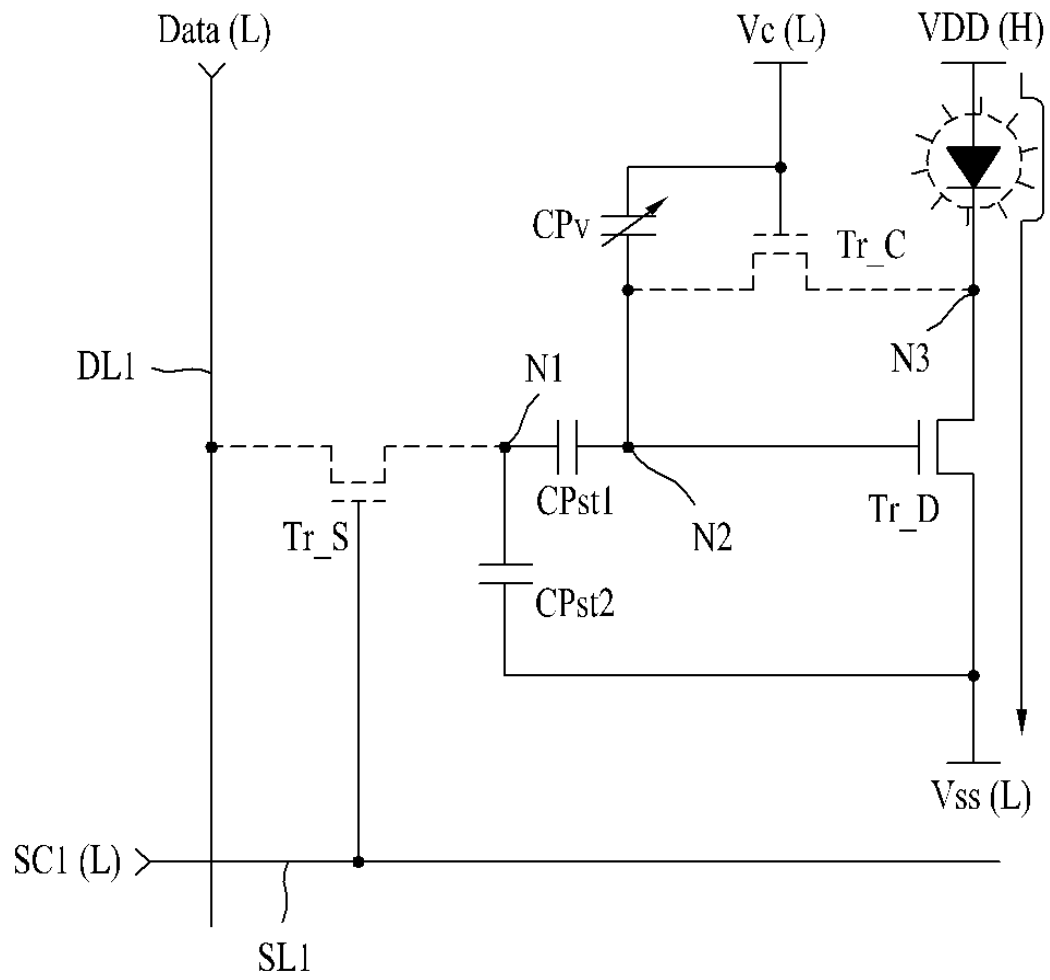 Data (L)
Vc (L)
VDD (H)
CPv
Tr_C
DL1
N1
N3
CPst1
Tr_S
N2
Tr_D
CPst2
Vss (L)
SC1 (L)
SL1